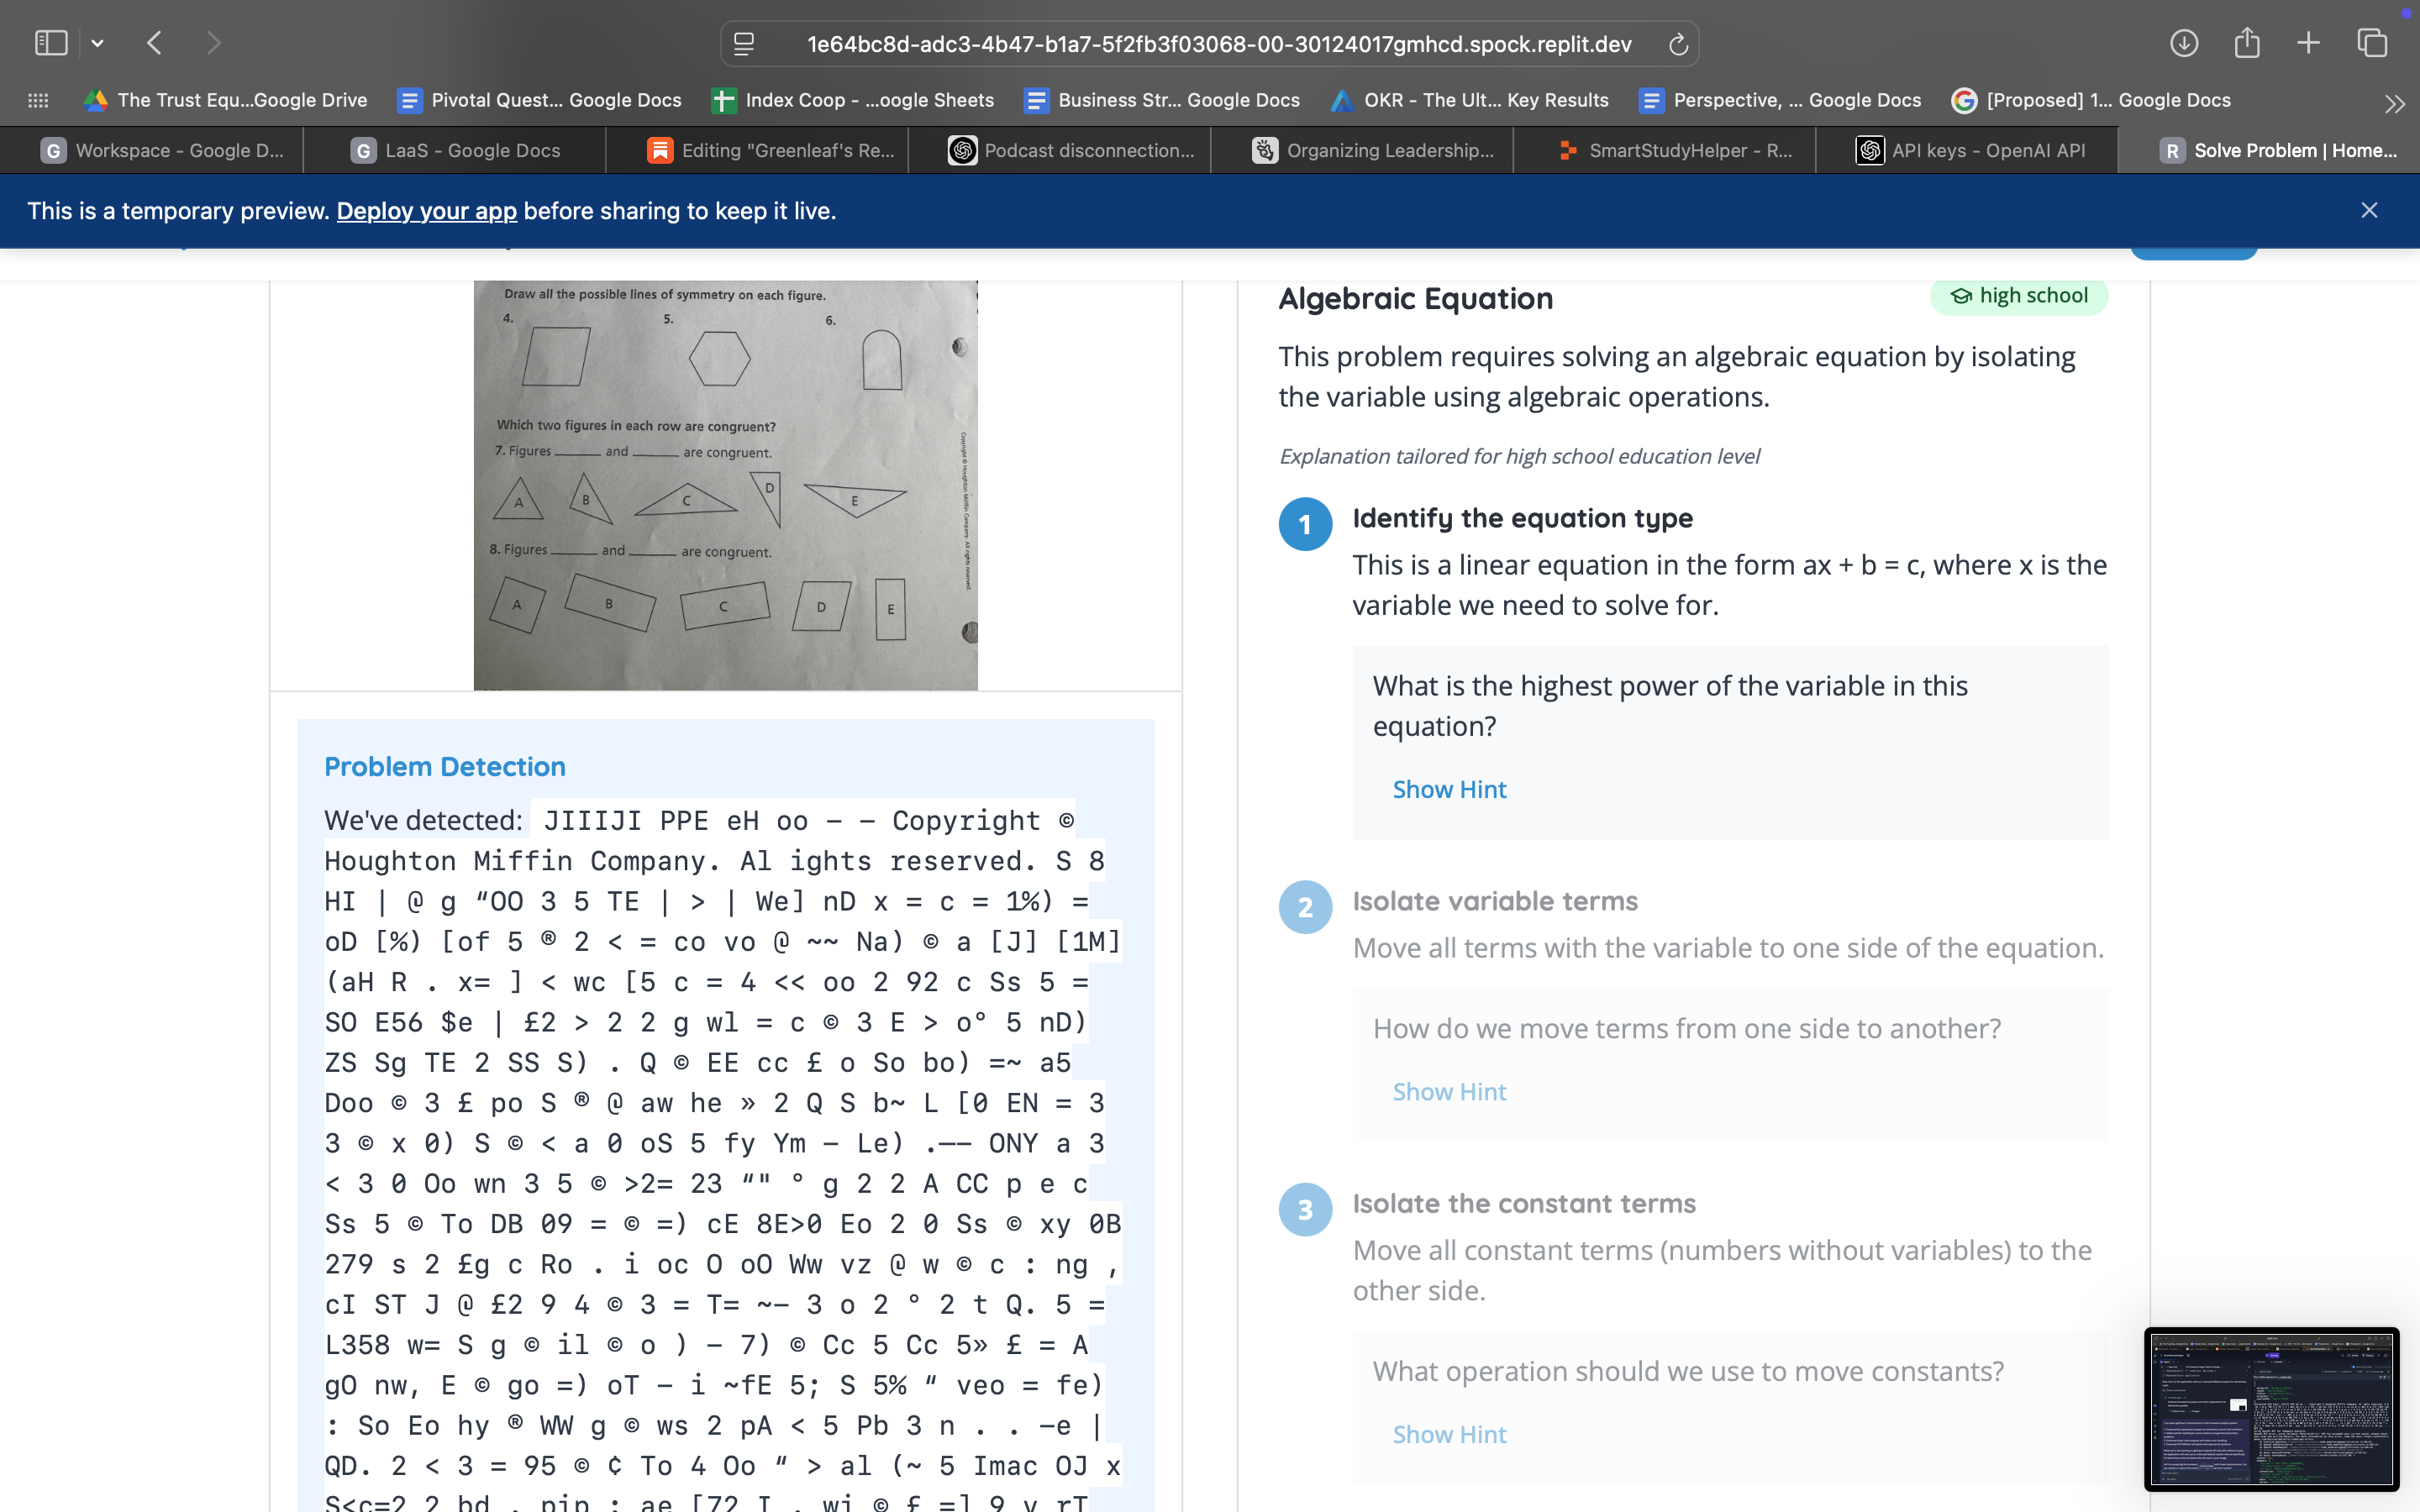 1e64bc8d-adc3-4b47-b1a7-5f2fb3f03068-00-30124017gmhcd.spock.replit.dev
The Trust Equ...Google Drive
Pivotal Quest... Google Docs
Index Coop - ...oogle Sheets
Business Str... Google Docs
OKR - The Ult... Key Results
Perspective, ... Google Docs
[Proposed] 1... Google Docs
G Workspace - Google D...
G LaaS - Google Docs
Editing "Greenleaf's Re...
Podcast disconnection...
Organizing Leadership...
SmartStudyHelper - R...
API keys - OpenAI API
R Solve Problem | Home...
This is a temporary preview. Deploy your app before sharing to keep it live.
Draw all the possible lines of symmetry on each figure.
4.
5.
6.
Which two figures in each row are congruent?
7. Figures ______ and ______ are congruent.
A
B
C
D
E
8. Figures ______ and ______ are congruent.
A
B
C
D
E
Copyright © Houghton Mifflin Company. All rights reserved.
Problem Detection
We've detected: JIIIJI PPE eH oo — — Copyright ©
Houghton Miffin Company. Al ights reserved. S 8
HI | @ g “OO 3 5 TE | > | We] nD x = c = 1%) =
oD [%) [of 5 ® 2 < = co vo @ ~~ Na) © a [J] [1M]
(aH R . x= ] < wc [5 c = 4 << oo 2 92 c Ss 5 =
SO E56 $e | £2 > 2 2 g wl = c © 3 E > o° 5 nD)
ZS Sg TE 2 SS S) . Q © EE cc £ o So bo) =~ a5
Doo © 3 £ po S ® @ aw he » 2 Q S b~ L [0 EN = 3
3 © x 0) S © < a 0 oS 5 fy Ym — Le) .—— ONY a 3
< 3 0 Oo wn 3 5 © >2= 23 “" ° g 2 2 A CC p e c
Ss 5 © To DB 09 = © =) cE 8E>0 Eo 2 0 Ss © xy 0B
279 s 2 £g c Ro . i oc O oO Ww vz @ w © c : ng ,
cI ST J @ £2 9 4 © 3 = T= ~— 3 o 2 ° 2 t Q. 5 =
L358 w= S g © il © o ) — 7) © Cc 5 Cc 5» £ = A
gO nw, E © go =) oT — i ~fE 5; S 5% “ veo = fe)
: So Eo hy ® WW g © ws 2 pA < 5 Pb 3 n . . —e |
QD. 2 < 3 = 95 © ¢ To 4 Oo “ > al (~ 5 Imac OJ x
S<c=2 2 bd . pip : ae [72 I . wi © £ =] 9 v rT
Algebraic Equation
high school
This problem requires solving an algebraic equation by isolating
the variable using algebraic operations.
Explanation tailored for high school education level
1 Identify the equation type
This is a linear equation in the form ax + b = c, where x is the
variable we need to solve for.
What is the highest power of the variable in this
equation?
Show Hint
2 Isolate variable terms
Move all terms with the variable to one side of the equation.
How do we move terms from one side to another?
Show Hint
3 Isolate the constant terms
Move all constant terms (numbers without variables) to the
other side.
What operation should we use to move constants?
Show Hint